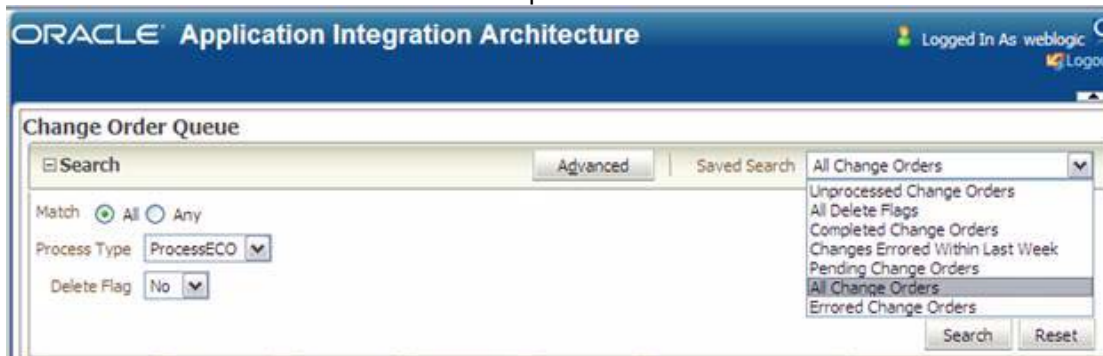 ORACLE Application Integration Architecture
Logged In As weblogic
Logou
Change Order Queue
Search Advanced Saved Search All Change Orders
Unprocessed Change Orders
All Delete Flags
Completed Change Orders
Changes Errored Within Last Week
Pending Change Orders
All Change Orders
Errored Change Orders
Match All Any
Process Type ProcessECO
Delete Flag No
Search Reset